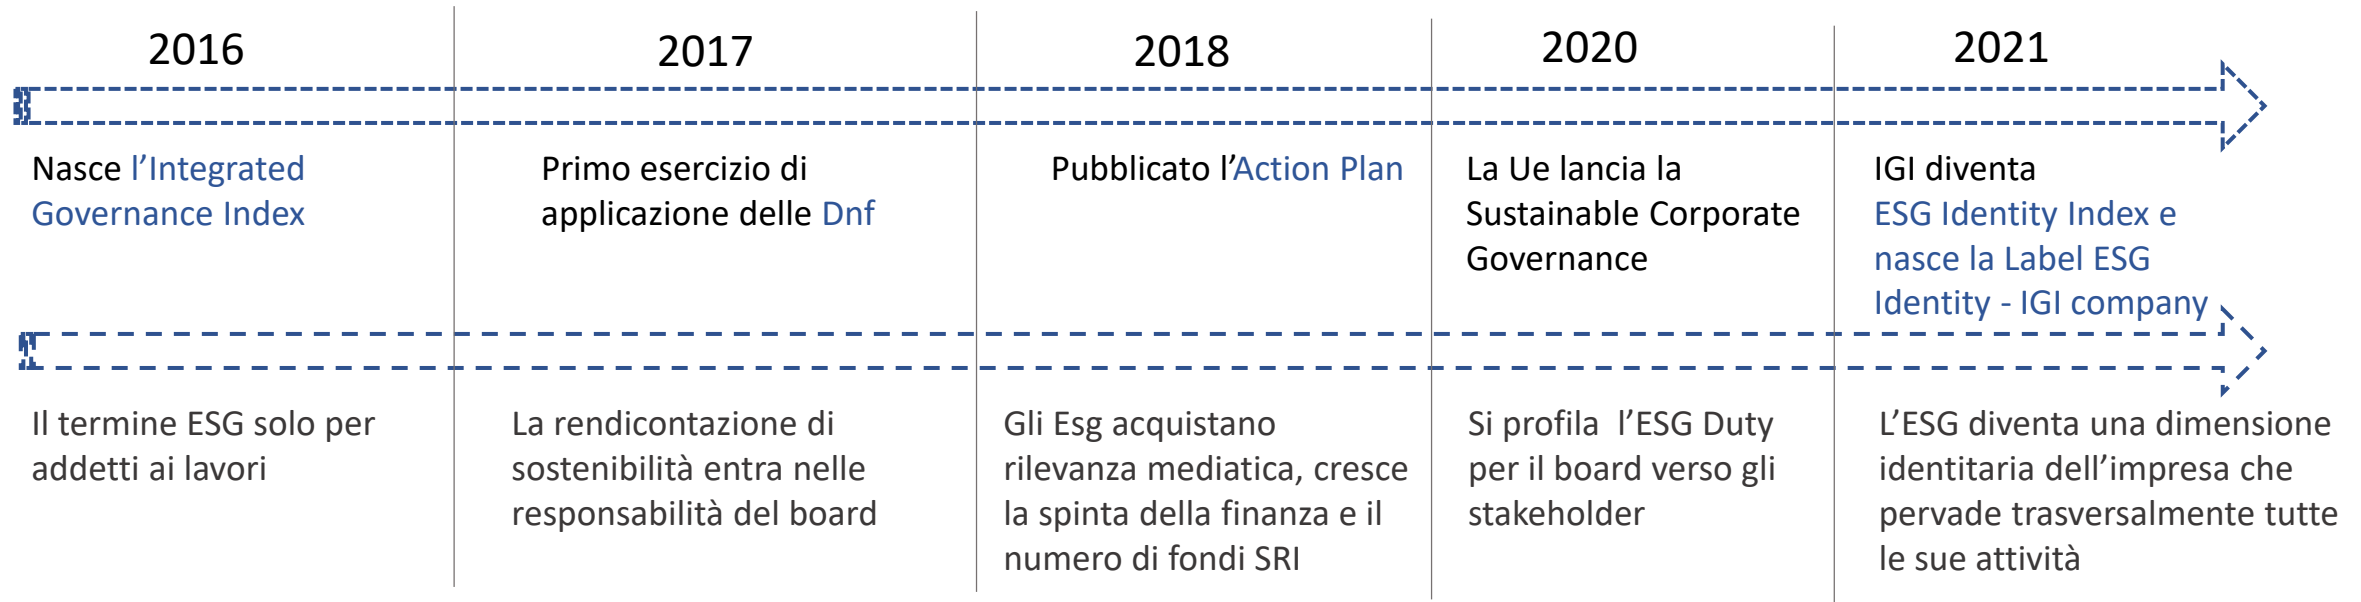 2016
2017
2018
2020
2021
Nasce l’Integrated
Governance Index
Primo esercizio di
applicazione delle Dnf
Pubblicato l’Action Plan
La Ue lancia la
Sustainable Corporate
Governance
IGI diventa
ESG Identity Index e
nasce la Label ESG
Identity - IGI company
Il termine ESG solo per
addetti ai lavori
La rendicontazione di
sostenibilità entra nelle
responsabilità del board
Gli Esg acquistano
rilevanza mediatica, cresce
la spinta della finanza e il
numero di fondi SRI
Si profila  l’ESG Duty
per il board verso gli
stakeholder
L’ESG diventa una dimensione
identitaria dell’impresa che
pervade trasversalmente tutte
le sue attività